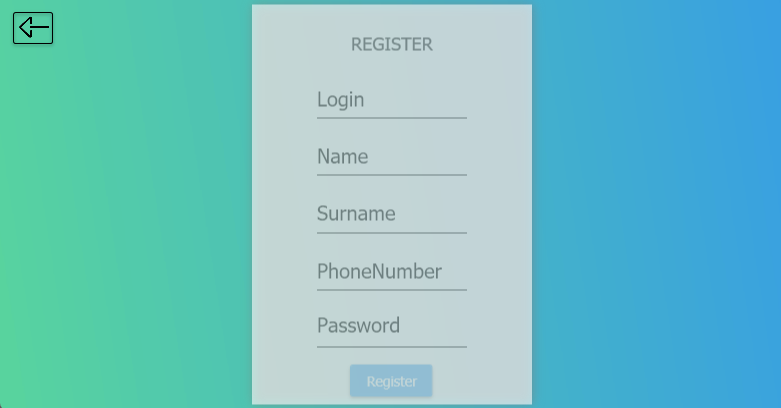 REGISTER
Login
Name
Surname
PhoneNumber
Password
Register